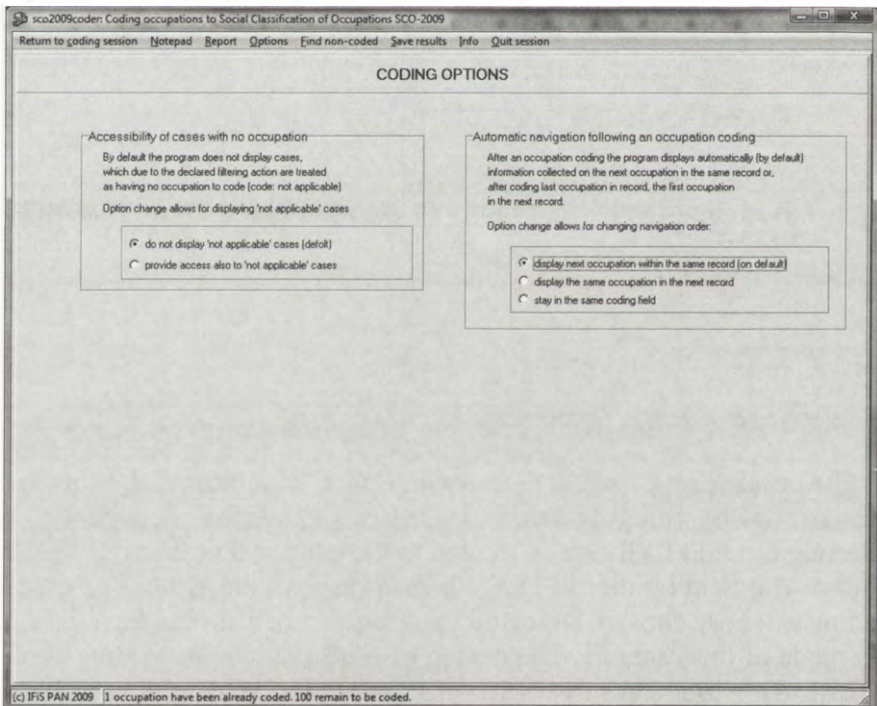 sco2009coder: Coding occupations to Social Classification of Occupations SCO-2009
Return to coding session Notepad Report Options Find non-coded Save results Info Quit session
CODING OPTIONS
Accessibility of cases with no occupation
By default the program does not display cases,
which due to the declared filtering action are treated
as having no occupation to code (code: not applicable)
Option change allows for displaying 'not applicable' cases
do not display 'not applicable' cases (defolt)
provide access also to 'not applicable' cases
Automatic navigation following an occupation coding
After an occupation coding the program displays automatically (by default)
information collected on the next occupation in the same record or,
after coding last occupation in record, the first occupation
in the next record.
Option change allows for changing navigation order:
display next occupation within the same record (on default)
display the same occupation in the next record
stay in the same coding field
(c) IFiS PAN 2009 1 occupation have been already coded. 100 remain to be coded.